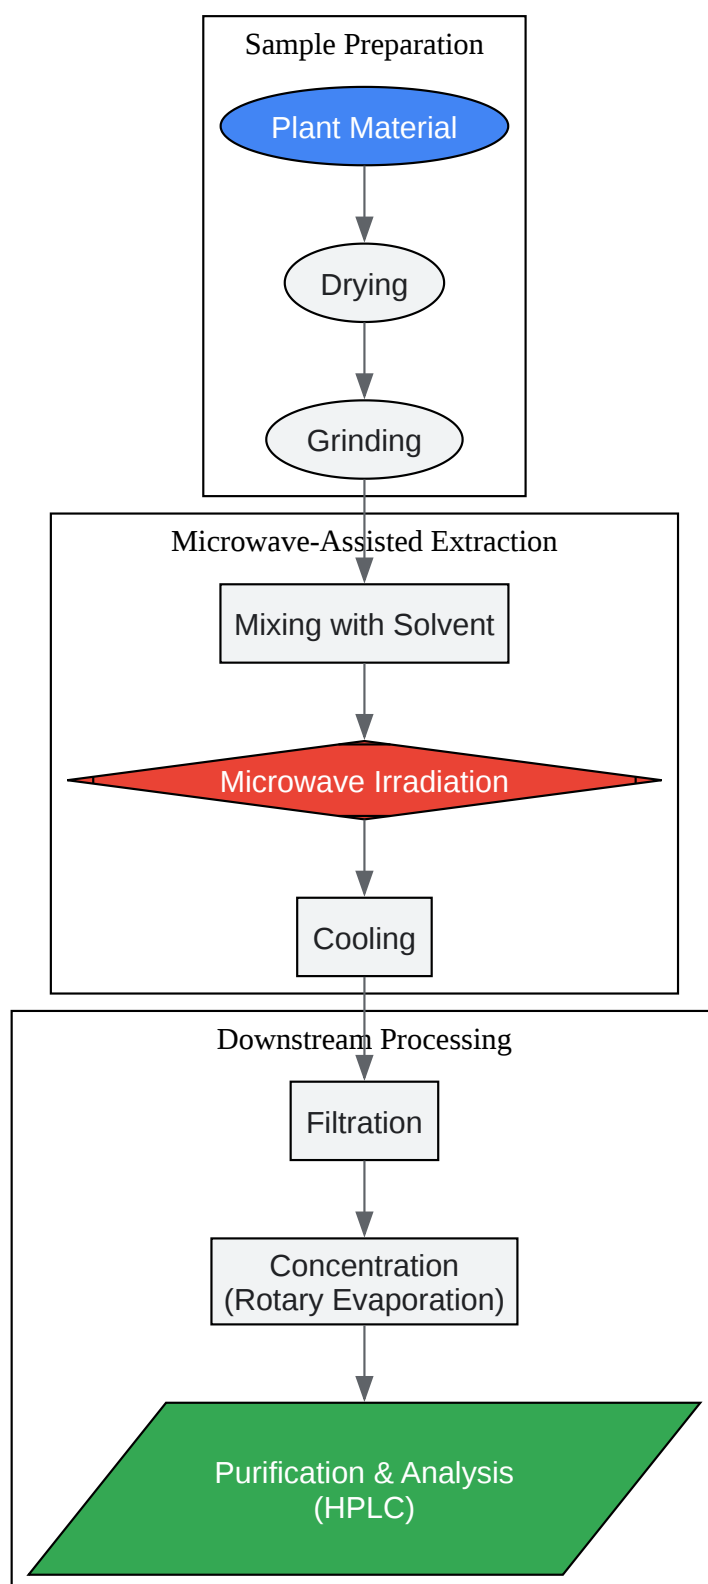 Sample Preparation
Plant Material
Drying
Grinding
Microwave-Assisted Extraction
Mixing with Solvent
Microwave Irradiation
Cooling
Downstream Processing
Filtration
Concentration
(Rotary Evaporation)
Purification & Analysis
(HPLC)